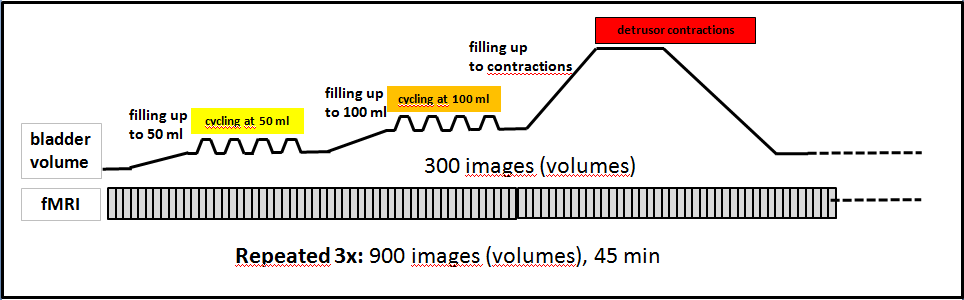 detrusor contractions
filling up
to contractions
filling up
to 100 ml
cycling at 100 ml
filling up
to 50 ml
cycling at 50 ml
bladder
volume
300 images (volumes)
fMRI
Repeated 3x: 900 images (volumes), 45 min